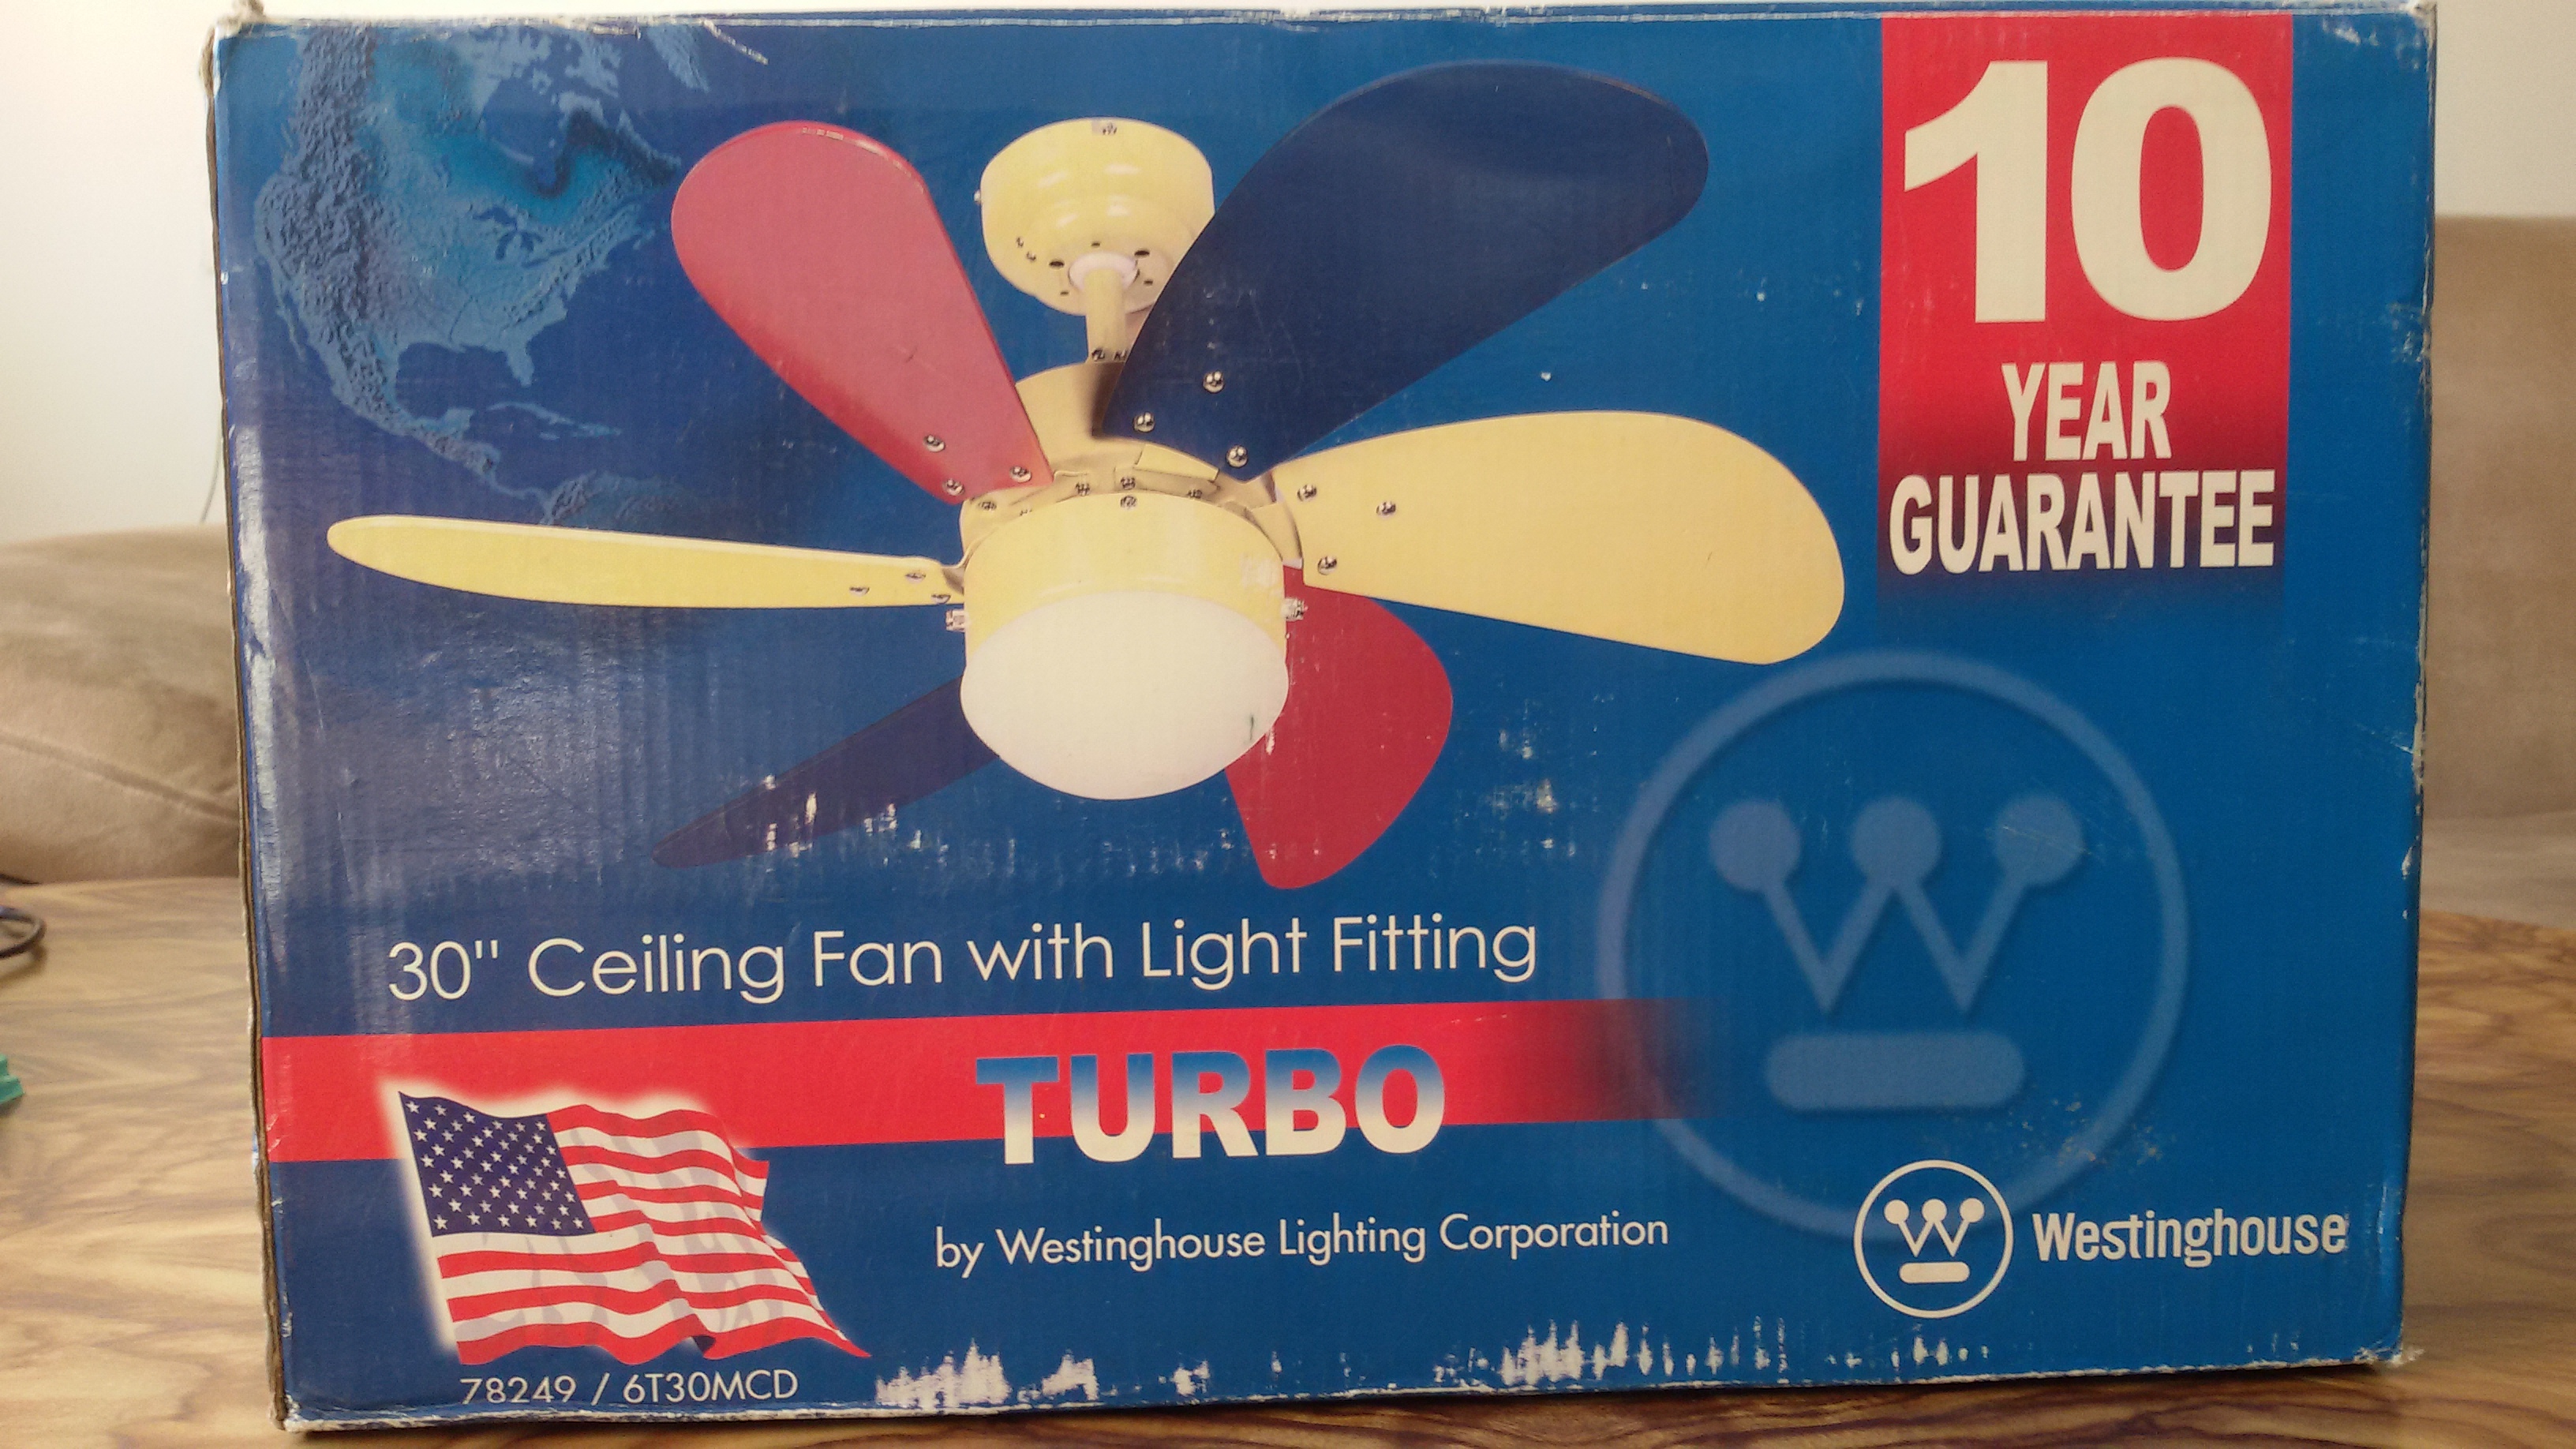 10
YEAR
GUARANTEE
30" Ceiling Fan with Light Fitting
TURBO
by Westinghouse Lighting Corporation
W
W
Westinghouse
78249 / 6T30MCD